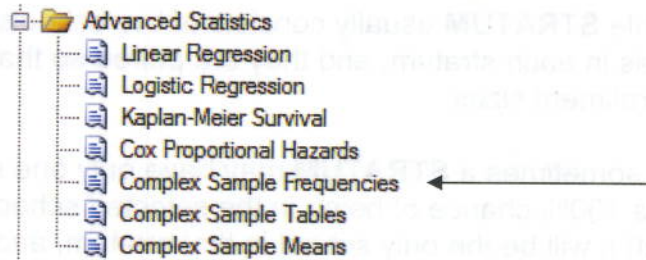 Advanced Statistics
Linear Regression
Logistic Regression
Kaplan-Meier Survival
Cox Proportional Hazards
Complex Sample Frequencies
Complex Sample Tables
Complex Sample Means